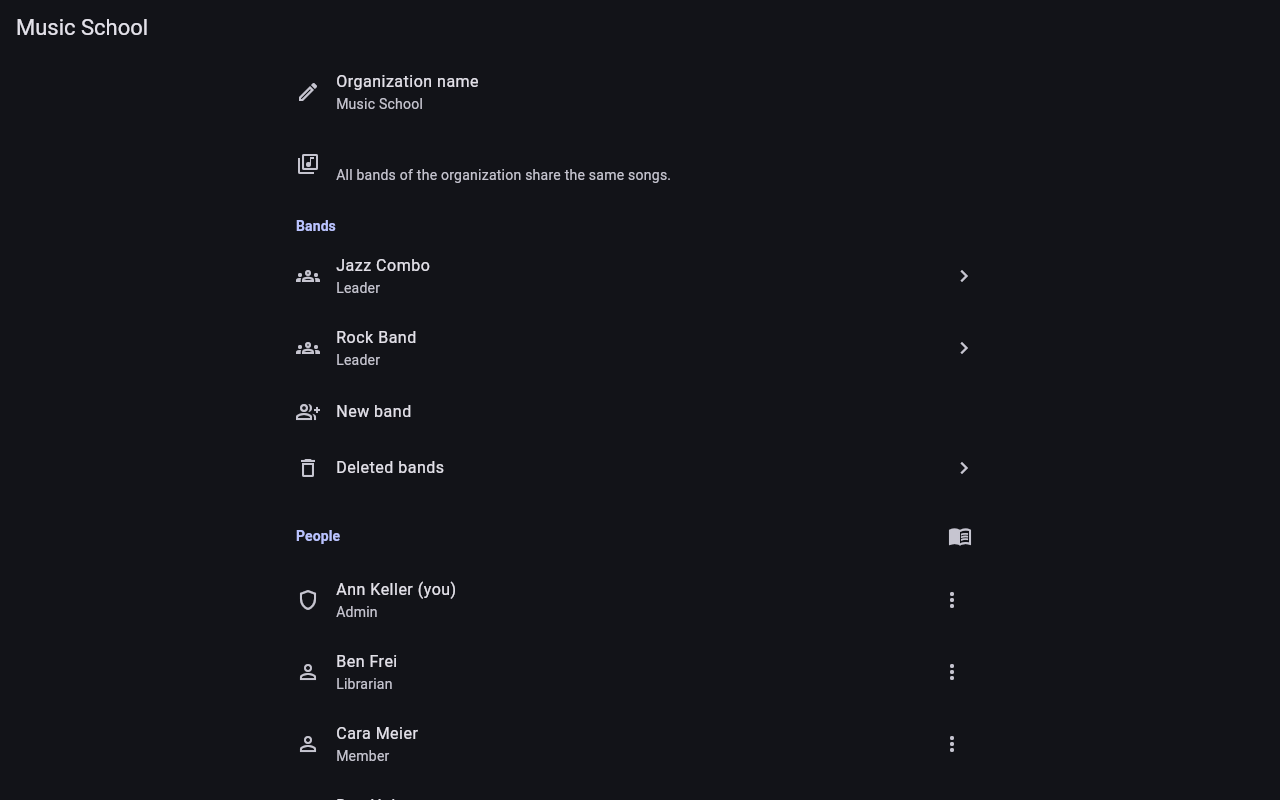 Music School
Organization name
Music School
All bands of the organization share the same songs.
Bands
Jazz Combo
Leader
Rock Band
Leader
New band
Deleted bands
People
Ann Keller (you)
Admin
Ben Frei
Librarian
Cara Meier
Member